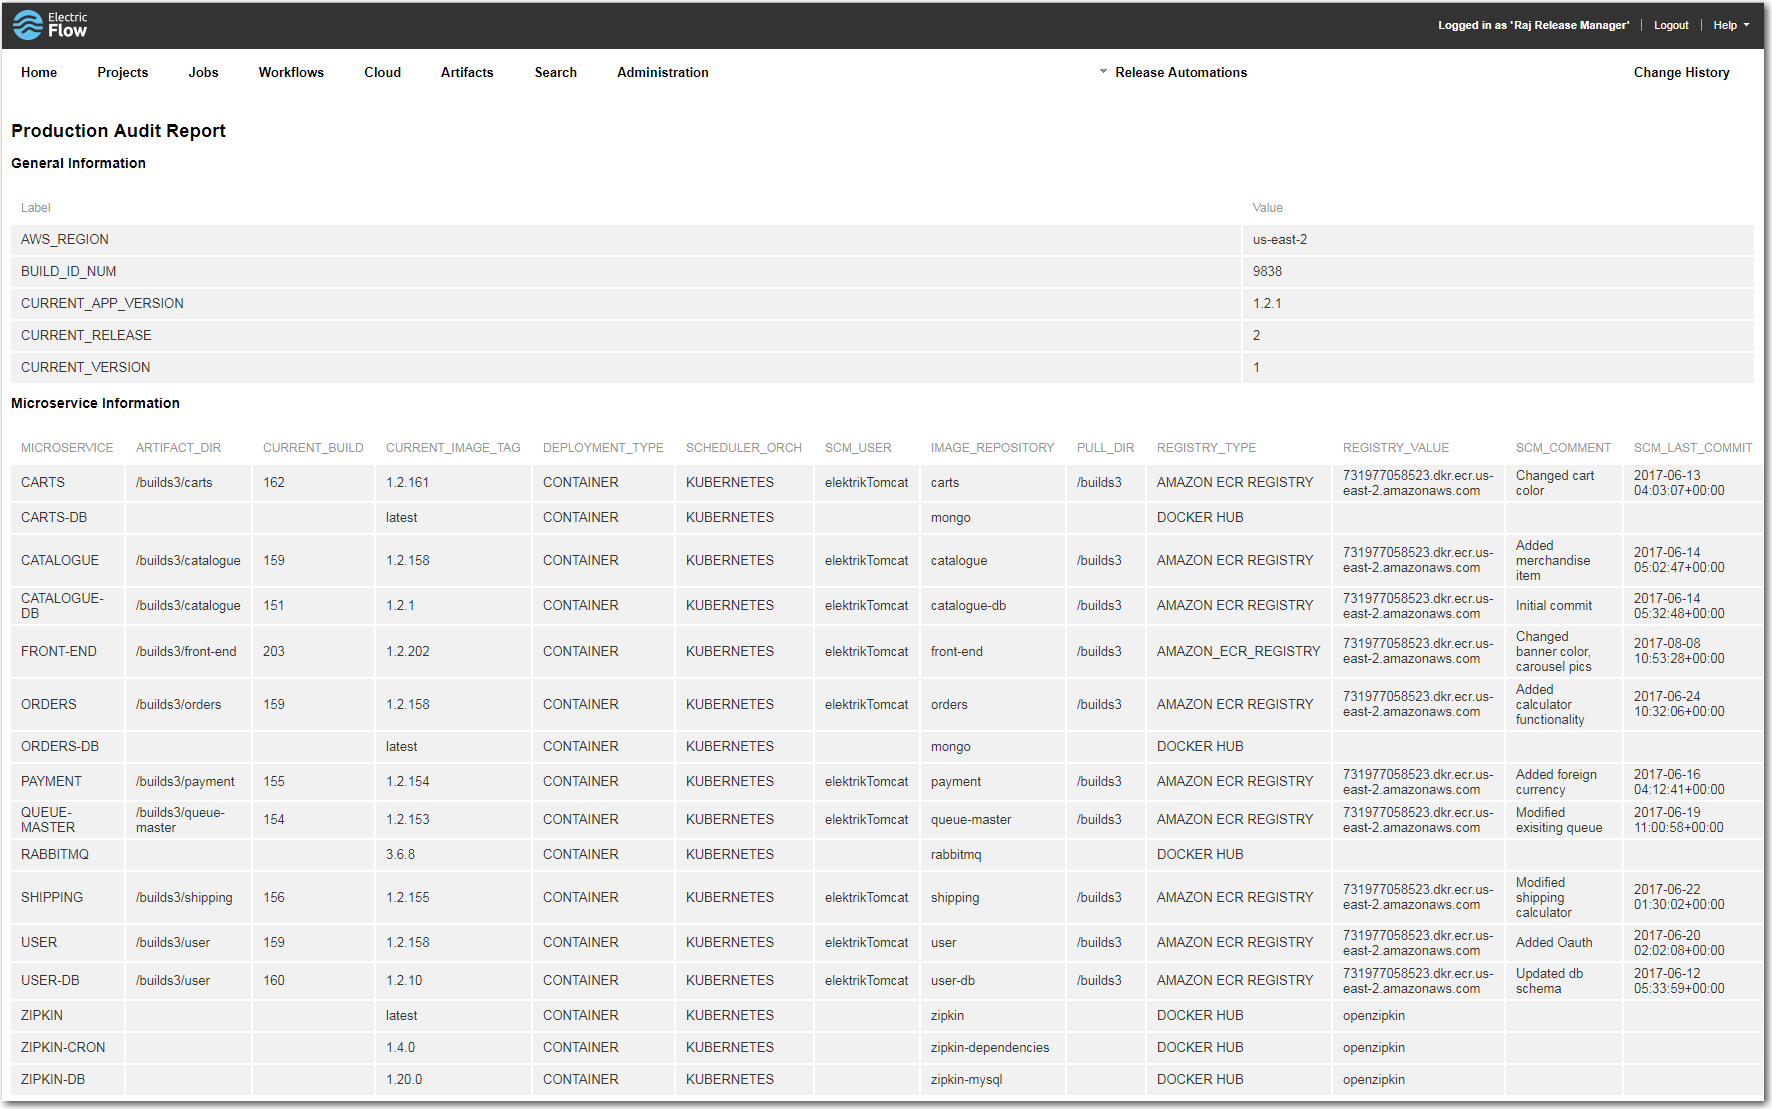 Electric
Flow
Logged in as 'Raj Release Manager' Logout Help
Home Projects Jobs Workflows Cloud Artifacts Search Administration Release Automations Change History
Production Audit Report
General Information
Label Value
AWS_REGION us-east-2
BUILD_ID_NUM 9838
CURRENT_APP_VERSION 1.2.1
CURRENT_RELEASE 2
CURRENT_VERSION 1
Microservice Information
MICROSERVICE ARTIFACT_DIR CURRENT_BUILD CURRENT_IMAGE_TAG DEPLOYMENT_TYPE SCHEDULER_ORCH SCM_USER IMAGE_REPOSITORY PULL_DIR REGISTRY_TYPE REGISTRY_VALUE SCM_COMMENT SCM_LAST_COMMIT
CARTS /builds3/carts 162 1.2.161 CONTAINER KUBERNETES elektrikTomcat carts /builds3 AMAZON ECR REGISTRY 731977058523.dkr.ecr.us-
east-2.amazonaws.com Changed cart
color 2017-06-13
04:03:07+00:00
CARTS-DB latest CONTAINER KUBERNETES mongo DOCKER HUB
CATALOGUE /builds3/catalogue 159 1.2.158 CONTAINER KUBERNETES elektrikTomcat catalogue /builds3 AMAZON ECR REGISTRY 731977058523.dkr.ecr.us-
east-2.amazonaws.com Added
merchandise
item 2017-06-14
05:02:47+00:00
CATALOGUE-
DB /builds3/catalogue 151 1.2.1 CONTAINER KUBERNETES elektrikTomcat catalogue-db /builds3 AMAZON ECR REGISTRY 731977058523.dkr.ecr.us-
east-2.amazonaws.com Initial commit 2017-06-14
05:32:48+00:00
FRONT-END /builds3/front-end 203 1.2.202 CONTAINER KUBERNETES elektrikTomcat front-end /builds3 AMAZON_ECR_REGISTRY 731977058523.dkr.ecr.us-
east-2.amazonaws.com Changed
banner color,
carousel pics 2017-08-08
10:53:28+00:00
ORDERS /builds3/orders 159 1.2.158 CONTAINER KUBERNETES elektrikTomcat orders /builds3 AMAZON ECR REGISTRY 731977058523.dkr.ecr.us-
east-2.amazonaws.com Added
calculator
functionality 2017-06-24
10:32:06+00:00
ORDERS-DB latest CONTAINER KUBERNETES mongo DOCKER HUB
PAYMENT /builds3/payment 155 1.2.154 CONTAINER KUBERNETES elektrikTomcat payment /builds3 AMAZON ECR REGISTRY 731977058523.dkr.ecr.us-
east-2.amazonaws.com Added foreign
currency 2017-06-16
04:12:41+00:00
QUEUE-
MASTER /builds3/queue-
master 154 1.2.153 CONTAINER KUBERNETES elektrikTomcat queue-master /builds3 AMAZON ECR REGISTRY 731977058523.dkr.ecr.us-
east-2.amazonaws.com Modified
exisiting queue 2017-06-19
11:00:58+00:00
RABBITMQ 3.6.8 CONTAINER KUBERNETES rabbitmq DOCKER HUB
SHIPPING /builds3/shipping 156 1.2.155 CONTAINER KUBERNETES elektrikTomcat shipping /builds3 AMAZON ECR REGISTRY 731977058523.dkr.ecr.us-
east-2.amazonaws.com Modified
shipping
calculator 2017-06-22
01:30:02+00:00
USER /builds3/user 159 1.2.158 CONTAINER KUBERNETES elektrikTomcat user /builds3 AMAZON ECR REGISTRY 731977058523.dkr.ecr.us-
east-2.amazonaws.com Added Oauth 2017-06-20
02:02:08+00:00
USER-DB /builds3/user 160 1.2.10 CONTAINER KUBERNETES elektrikTomcat user-db /builds3 AMAZON ECR REGISTRY 731977058523.dkr.ecr.us-
east-2.amazonaws.com Updated db
schema 2017-06-12
05:33:59+00:00
ZIPKIN latest CONTAINER KUBERNETES zipkin DOCKER HUB openzipkin
ZIPKIN-CRON 1.4.0 CONTAINER KUBERNETES zipkin-dependencies DOCKER HUB openzipkin
ZIPKIN-DB 1.20.0 CONTAINER KUBERNETES zipkin-mysql DOCKER HUB openzipkin